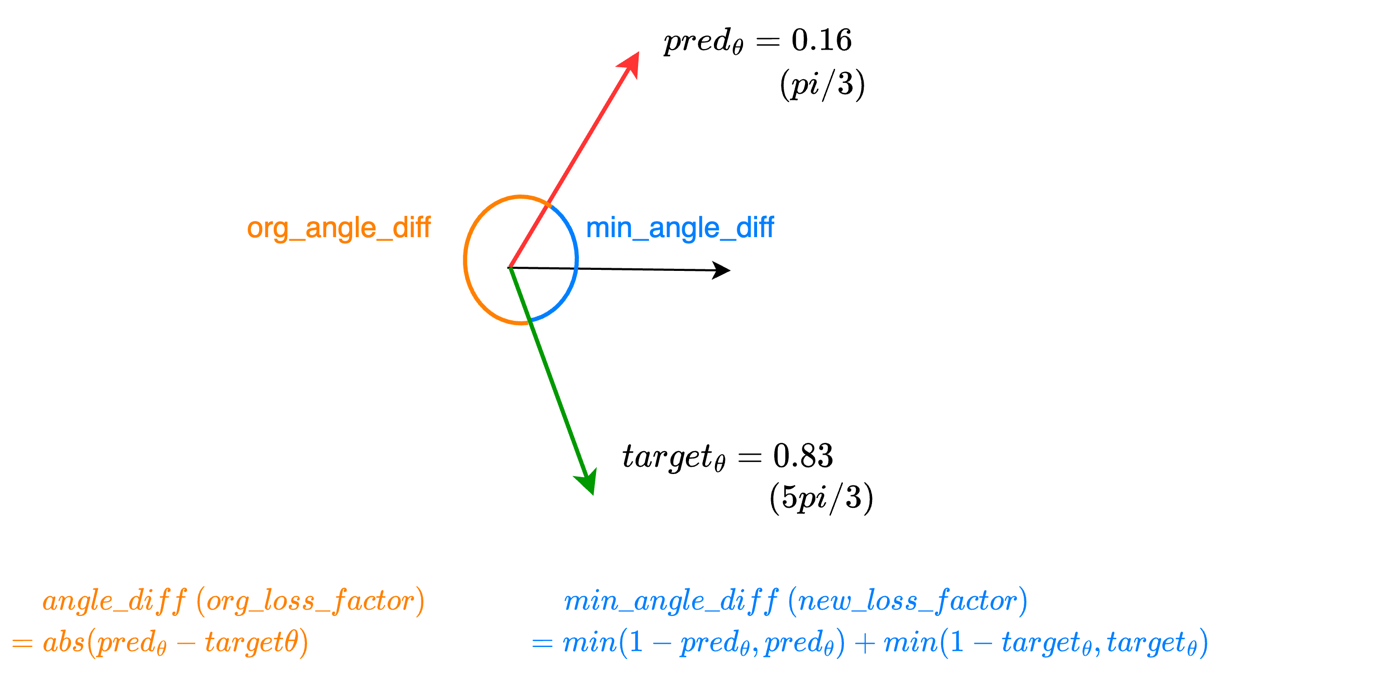 pred_θ = 0.16
(pi/3)
org_angle_diff
min_angle_diff
target_θ = 0.83
(5pi/3)
angle_diff (org_loss_factor)
= abs(pred_θ − targetθ)
min_angle_diff (new_loss_factor)
= min(1 − pred_θ, pred_θ) + min(1 − target_θ, target_θ)